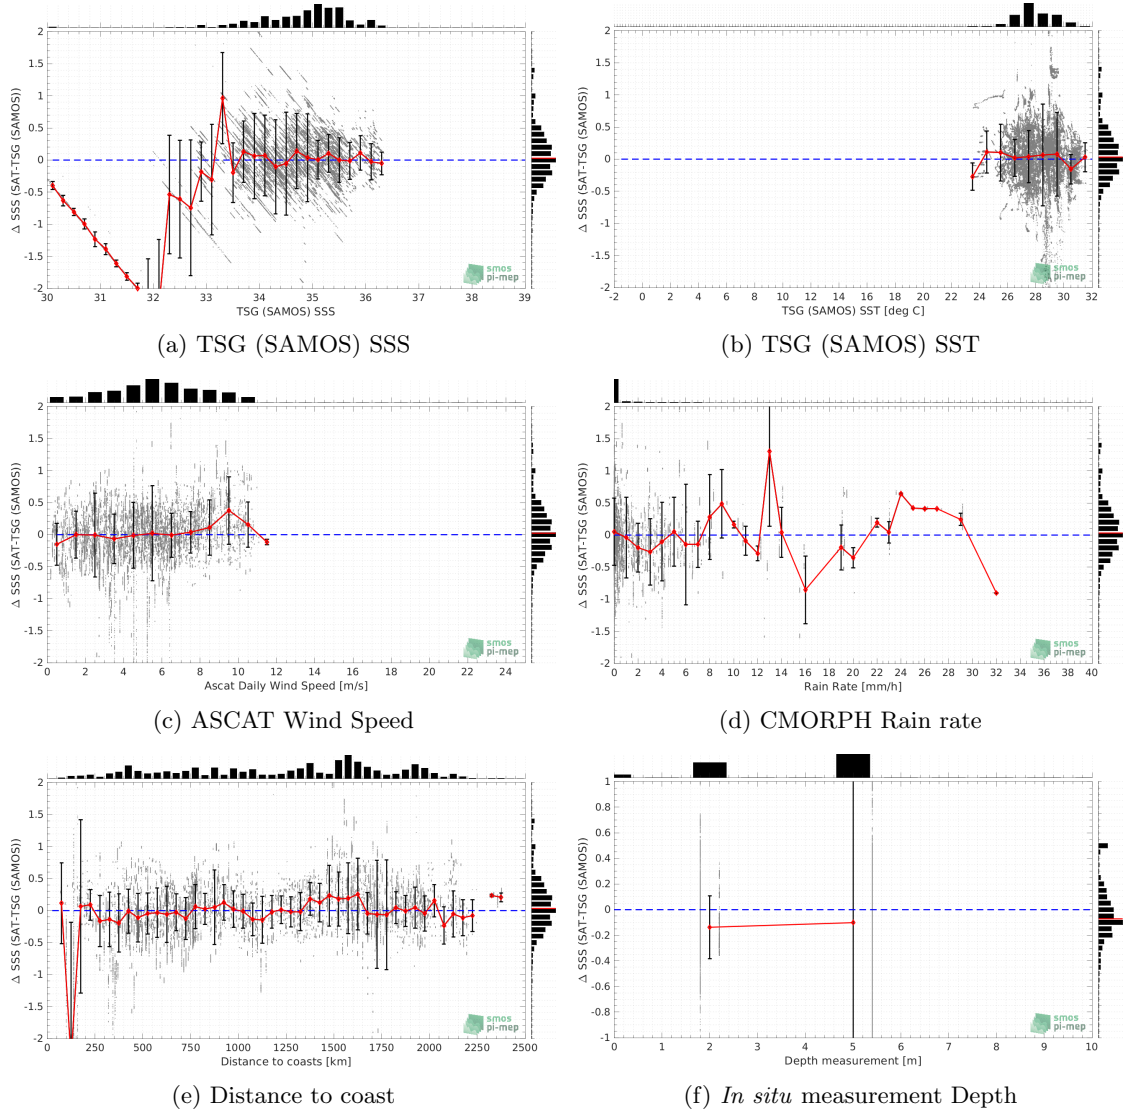 2
1.5
1
0.5
0
-0.5
-1
-1.5
-2
Δ SSS (SAT-TSG (SAMOS))
30 31 32 33 34 35 36 37 38 39
TSG (SAMOS) SSS
smos
pi-mep
(a) TSG (SAMOS) SSS
2
1.5
1
0.5
0
-0.5
-1
-1.5
-2
Δ SSS (SAT-TSG (SAMOS))
-2 0 2 4 6 8 10 12 14 16 18 20 22 24 26 28 30 32
TSG (SAMOS) SST [deg C]
smos
pi-mep
(b) TSG (SAMOS) SST
2
1.5
1
0.5
0
-0.5
-1
-1.5
-2
Δ SSS (SAT-TSG (SAMOS))
0 2 4 6 8 10 12 14 16 18 20 22 24
Ascat Daily Wind Speed [m/s]
smos
pi-mep
(c) ASCAT Wind Speed
2
1.5
1
0.5
0
-0.5
-1
-1.5
-2
Δ SSS (SAT-TSG (SAMOS))
0 2 4 6 8 10 12 14 16 18 20 22 24 26 28 30 32 34 36 38 40
Rain Rate [mm/h]
smos
pi-mep
(d) CMORPH Rain rate
2
1.5
1
0.5
0
-0.5
-1
-1.5
-2
Δ SSS (SAT-TSG (SAMOS))
0 250 500 750 1000 1250 1500 1750 2000 2250 2500
Distance to coasts [km]
smos
pi-mep
(e) Distance to coast
1
0.8
0.6
0.4
0.2
0
-0.2
-0.4
-0.6
-0.8
-1
Δ SSS (SAT-TSG (SAMOS))
0 1 2 3 4 5 6 7 8 9 10
Depth measurement [m]
smos
pi-mep
(f) In situ measurement Depth